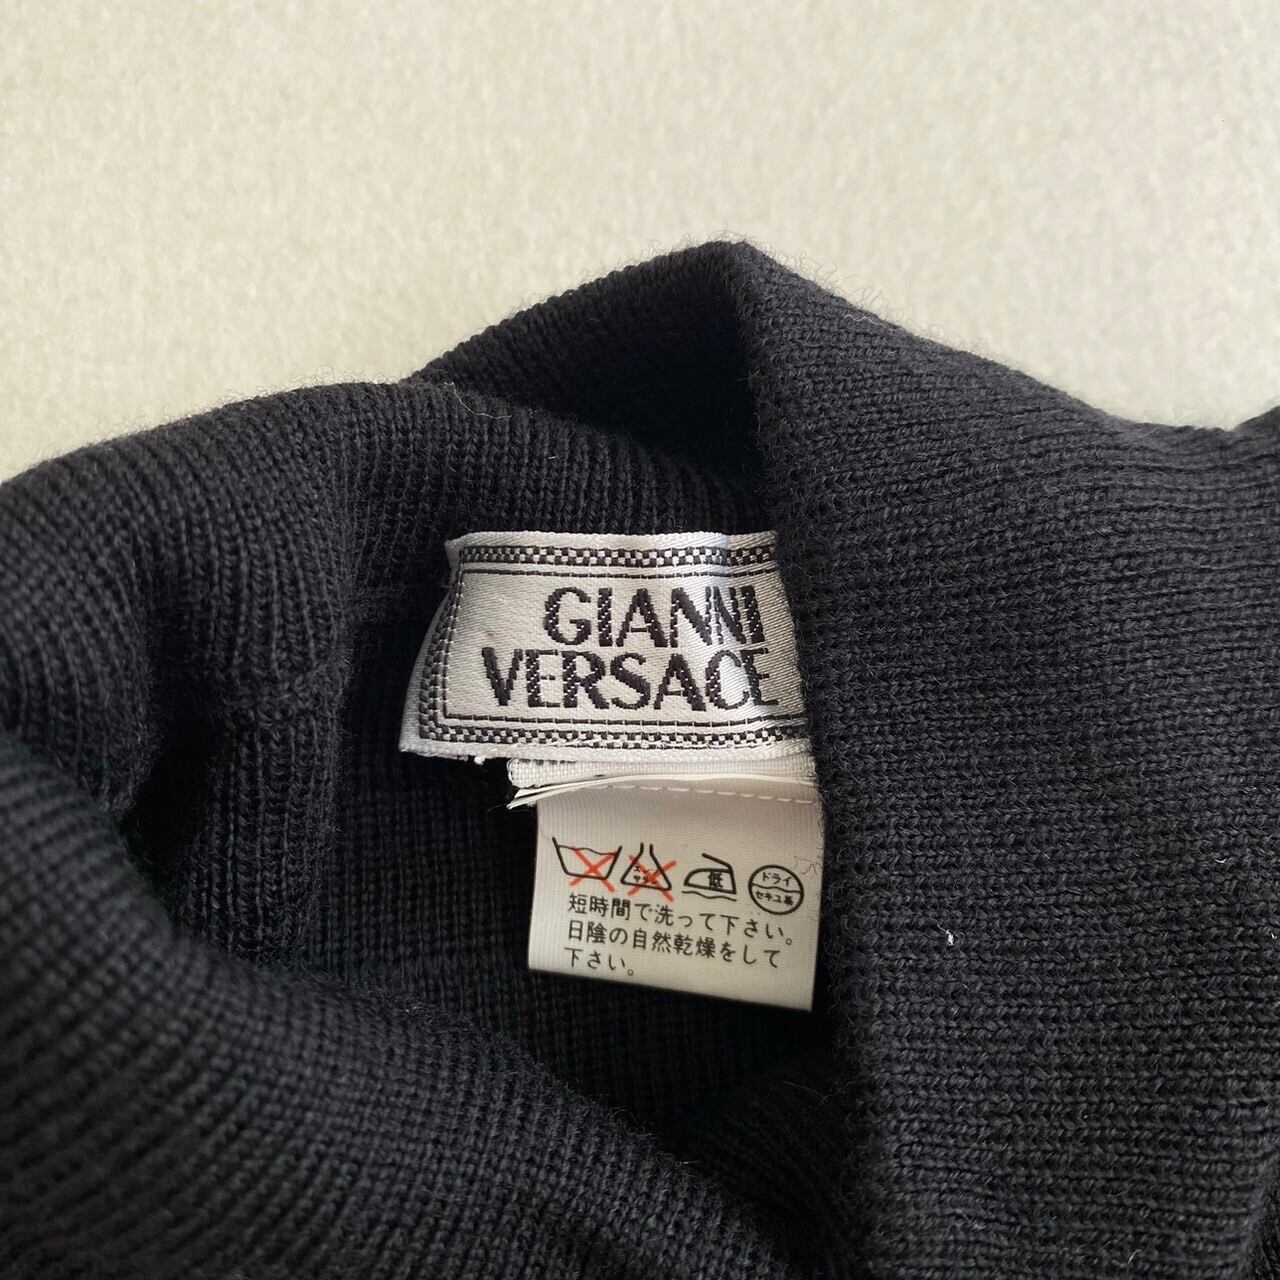 GIANNI
VERSACE
低
ドライ
セキユ系
短時間で洗って下さい。
日陰の自然乾燥をして
下さい。